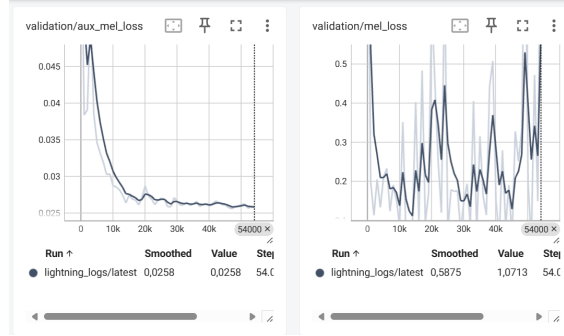 validation/aux_mel_loss
0.045
0.04
0.035
0.03
0.025
0 10k 20k 30k 40k 54000 ×
Run ↑ Smoothed Value Step
lightning_logs/latest 0,0258 0,0258 54.0
validation/mel_loss
0.5
0.4
0.3
0.2
0 10k 20k 30k 40k 54000 ×
Run ↑ Smoothed Value Step
lightning_logs/latest 0,5875 1,0713 54.0